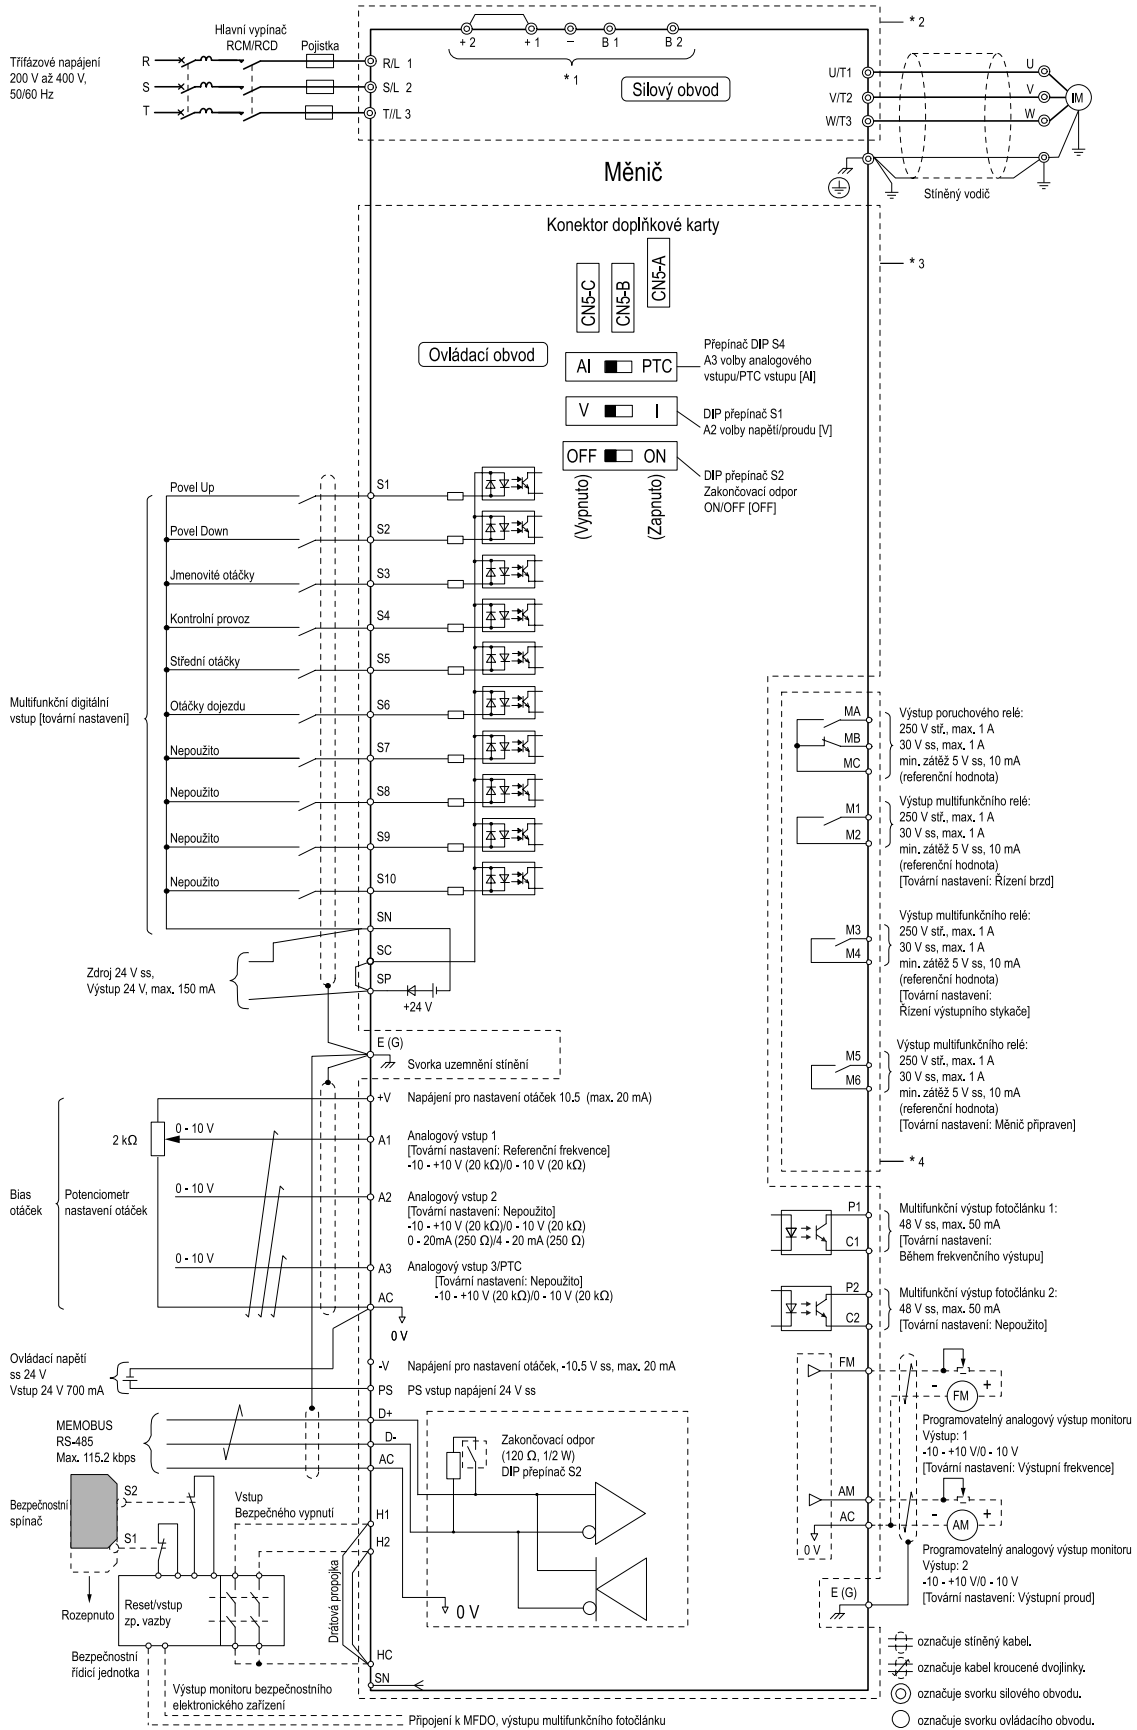 Třífázové napájení
200 V až 400 V,
50/60 Hz
Hlavní vypínač
RCM/RCD
Pojistka
R
S
T
R/L 1
S/L 2
T//L 3
+ 2
+ 1
–
B 1
B 2
* 1
Silový obvod
* 2
U/T1
V/T2
W/T3
U
V
W
IM
Stíněný vodič
Měnič
Konektor doplňkové karty
* 3
CN5-C
CN5-B
CN5-A
Ovládací obvod
AI
PTC
Přepínač DIP S4
A3 volby analogového
vstupu/PTC vstupu [AI]
V
I
DIP přepínač S1
A2 volby napětí/proudu [V]
OFF
ON
(Vypnuto)
(Zapnuto)
DIP přepínač S2
Zakončovací odpor
ON/OFF [OFF]
Multifunkční digitální
vstup [tovární nastavení]
Povel Up
S1
Povel Down
S2
Jmenovité otáčky
S3
Kontrolní provoz
S4
Střední otáčky
S5
Otáčky dojezdu
S6
Nepoužito
S7
Nepoužito
S8
Nepoužito
S9
Nepoužito
S10
SN
SC
SP
+24 V
Zdroj 24 V ss,
Výstup 24 V, max. 150 mA
E (G)
Svorka uzemnění stínění
MA
MB
MC
Výstup poruchového relé:
250 V stř., max. 1 A
30 V ss, max. 1 A
min. zátěž 5 V ss, 10 mA
(referenční hodnota)
M1
M2
Výstup multifunkčního relé:
250 V stř., max. 1 A
30 V ss, max. 1 A
min. zátěž 5 V ss, 10 mA
(referenční hodnota)
[Tovární nastavení: Řízení brzd]
M3
M4
Výstup multifunkčního relé:
250 V stř., max. 1 A
30 V ss, max. 1 A
min. zátěž 5 V ss, 10 mA
(referenční hodnota)
[Tovární nastavení:
Řízení výstupního stykače]
M5
M6
Výstup multifunkčního relé:
250 V stř., max. 1 A
30 V ss, max. 1 A
min. zátěž 5 V ss, 10 mA
(referenční hodnota)
[Tovární nastavení: Měnič připraven]
* 4
Bias
otáček
Potenciometr
nastavení otáček
2 kΩ
0 - 10 V
0 - 10 V
0 - 10 V
+V
Napájení pro nastavení otáček 10.5 (max. 20 mA)
A1
Analogový vstup 1
[Tovární nastavení: Referenční frekvence]
-10 - +10 V (20 kΩ)/0 - 10 V (20 kΩ)
A2
Analogový vstup 2
[Tovární nastavení: Nepoužito]
-10 - +10 V (20 kΩ)/0 - 10 V (20 kΩ)
0 - 20mA (250 Ω)/4 - 20 mA (250 Ω)
A3
Analogový vstup 3/PTC
[Tovární nastavení: Nepoužito]
-10 - +10 V (20 kΩ)/0 - 10 V (20 kΩ)
AC
0 V
P1
C1
Multifunkční výstup fotočlánku 1:
48 V ss, max. 50 mA
[Tovární nastavení:
Během frekvenčního výstupu]
P2
C2
Multifunkční výstup fotočlánku 2:
48 V ss, max. 50 mA
[Tovární nastavení: Nepoužito]
Ovládací napětí
ss 24 V
Vstup 24 V 700 mA
-V
Napájení pro nastavení otáček, -10.5 V ss, max. 20 mA
PS
PS vstup napájení 24 V ss
MEMOBUS
RS-485
Max. 115.2 kbps
D+
D-
AC
Zakončovací odpor
(120 Ω, 1/2 W)
DIP přepínač S2
0 V
FM
-
+
FM
Programovatelný analogový výstup monitoru
Výstup: 1
-10 - +10 V/0 - 10 V
[Tovární nastavení: Výstupní frekvence]
AM
AC
0 V
-
+
AM
Programovatelný analogový výstup monitoru
Výstup: 2
-10 - +10 V/0 - 10 V
[Tovární nastavení: Výstupní proud]
E (G)
Bezpečnostní
spínač
S2
S1
Rozepnuto
Vstup
Bezpečného vypnutí
H1
H2
Drátová propojka
Reset/vstup
zp. vazby
Bezpečnostní
řídicí jednotka
HC
SN
Výstup monitoru bezpečnostního
elektronického zařízení
Připojení k MFDO, výstupu multifunkčního fotočlánku
označuje stíněný kabel.
označuje kabel kroucené dvojlinky.
označuje svorku silového obvodu.
označuje svorku ovládacího obvodu.